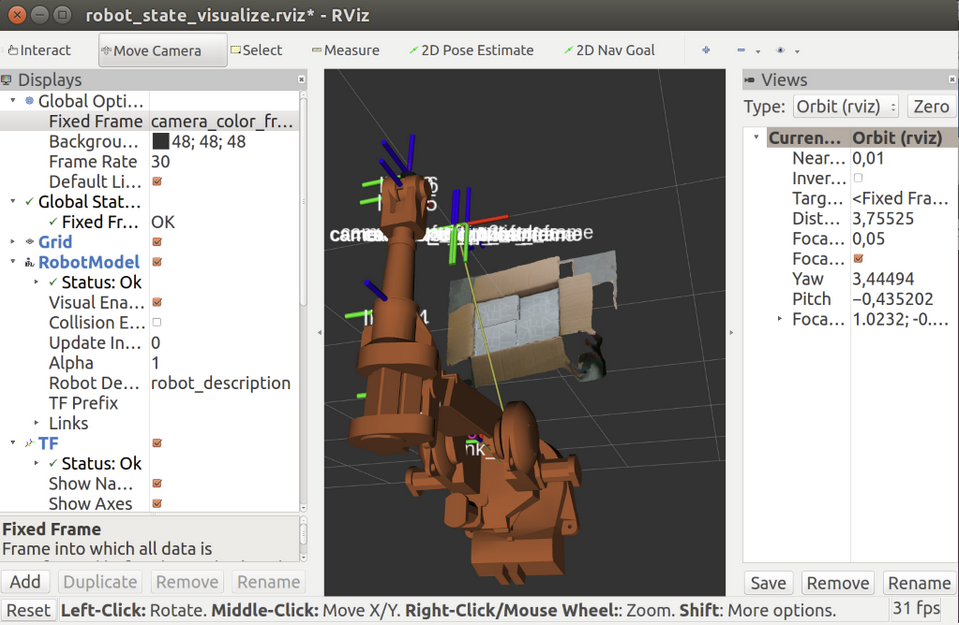 robot_state_visualize.rviz* - RViz
Interact Move Camera Select Measure 2D Pose Estimate 2D Nav Goal
Displays
Global Opti...
Fixed Frame camera_color_fr...
Backgrou... 48; 48; 48
Frame Rate 30
Default Li...
Global Stat...
Fixed Fr... OK
Grid
RobotModel
Status: Ok
Visual Ena...
Collision E...
Update In... 0
Alpha 1
Robot De... robot_description
TF Prefix
Links
TF
Status: Ok
Show Na...
Show Axes
Fixed Frame
Frame into which all data is
Add Duplicate Remove Rename
6
5
4
nk_
Views
Type: Orbit (rviz) Zero
Curren... Orbit (rviz)
Near... 0,01
Inver...
Targ... <Fixed Fra...
Dist... 3,75525
Foca... 0,05
Foca...
Yaw 3,44494
Pitch −0,435202
Foca... 1.0232; -0....
Save Remove Rename
Reset Left-Click: Rotate. Middle-Click: Move X/Y. Right-Click/Mouse Wheel:: Zoom. Shift: More options. 31 fps